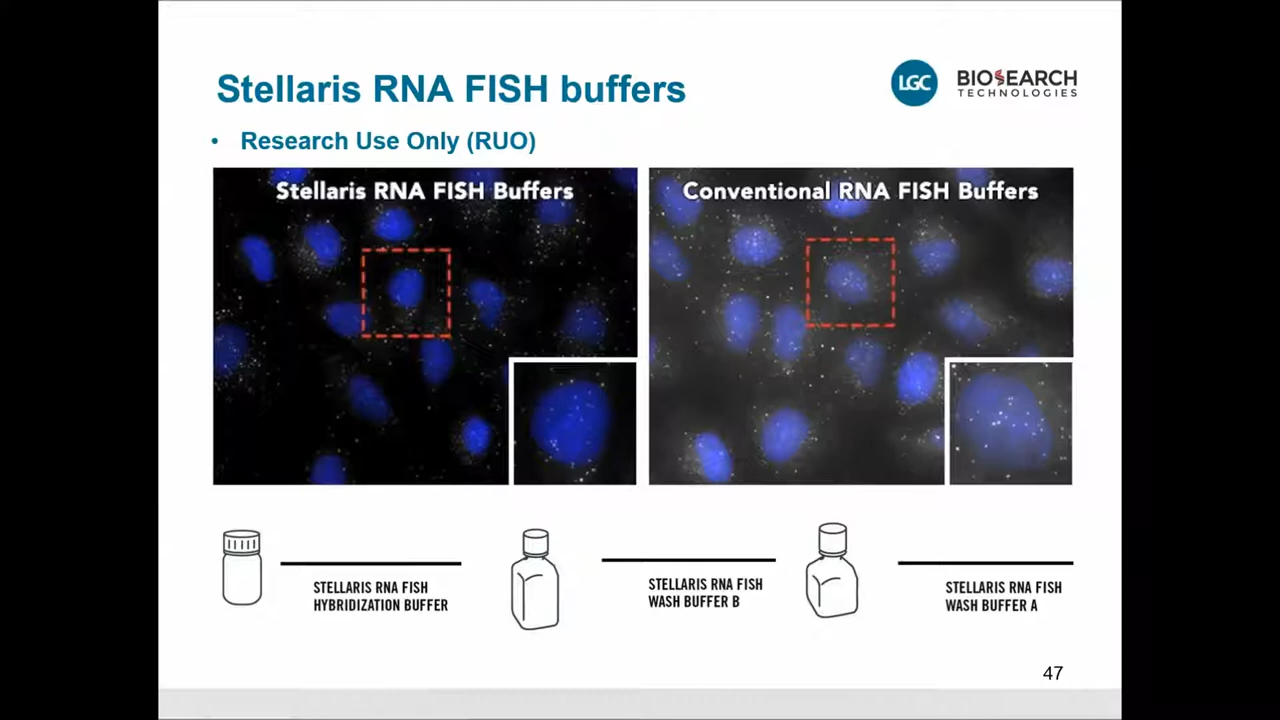 Stellaris RNA FISH buffers
LGC
BIOSEARCH
TECHNOLOGIES
• Research Use Only (RUO)
Stellaris RNA FISH Buffers
Conventional RNA FISH Buffers
STELLARIS RNA FISH
HYBRIDIZATION BUFFER
STELLARIS RNA FISH
WASH BUFFER B
STELLARIS RNA FISH
WASH BUFFER A
47